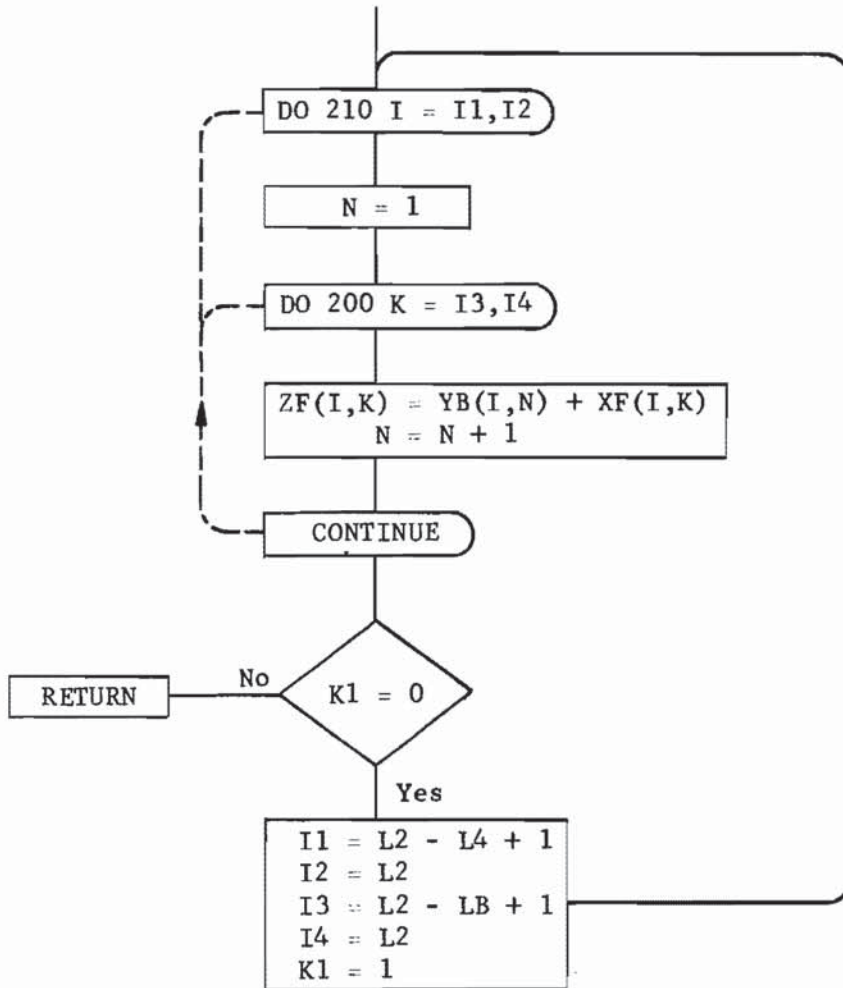 DO 210 I = I1,I2
N = 1
DO 200 K = I3,I4
ZF(I,K) = YB(I,N) + XF(I,K)
N = N + 1
CONTINUE
No
RETURN
K1 = 0
Yes
I1 = L2 - L4 + 1
I2 = L2
I3 = L2 - LB + 1
I4 = L2
K1 = 1